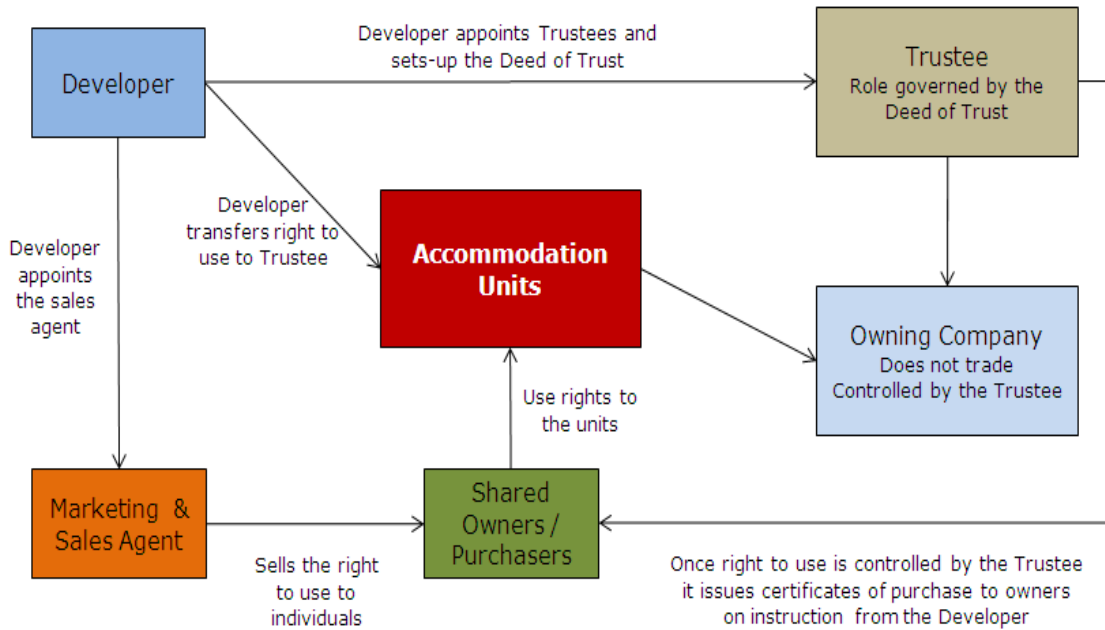 Developer appoints Trustees and
sets-up the Deed of Trust
Developer
Trustee
Role governed by the
Deed of Trust
Developer
transfers right to
use to Trustee
Accommodation
Units
Developer
appoints
the sales
agent
Owning Company
Does not trade
Controlled by the Trustee
Use rights to
the units
Marketing & 
Sales Agent
Shared
Owners /
Purchasers
Sells the right
to use to
individuals
Once right to use is controlled by the Trustee
it issues certificates of purchase to owners
on instruction from the Developer